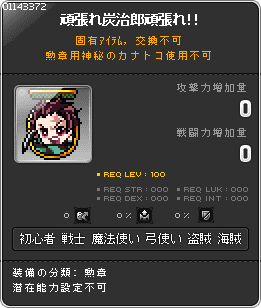 01143372
頑張れ炭治郎頑張れ!!
固有ｱｲﾃﾑ, 交換不可
勲章用神秘のカナトコ使用不可
攻撃力増加量
0
戦闘力増加量
0
REQ LEV : 100
REQ STR : 000 REQ LUK : 000
REQ DEX : 000 REQ INT : 000
0 0% 0%
初心者 戦士 魔法使い 弓使い 盗賊 海賊
装備の分類 : 勲章
潜在能力設定不可